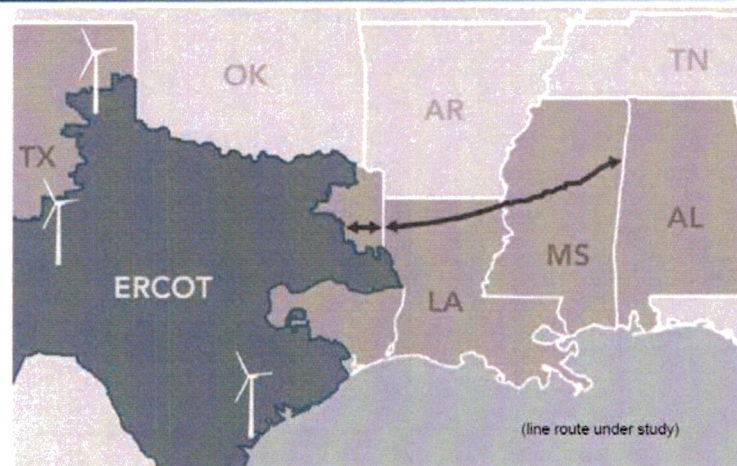 TN
OK
AR
TX
AL
MS
ERCOT
LA
(line route under study)